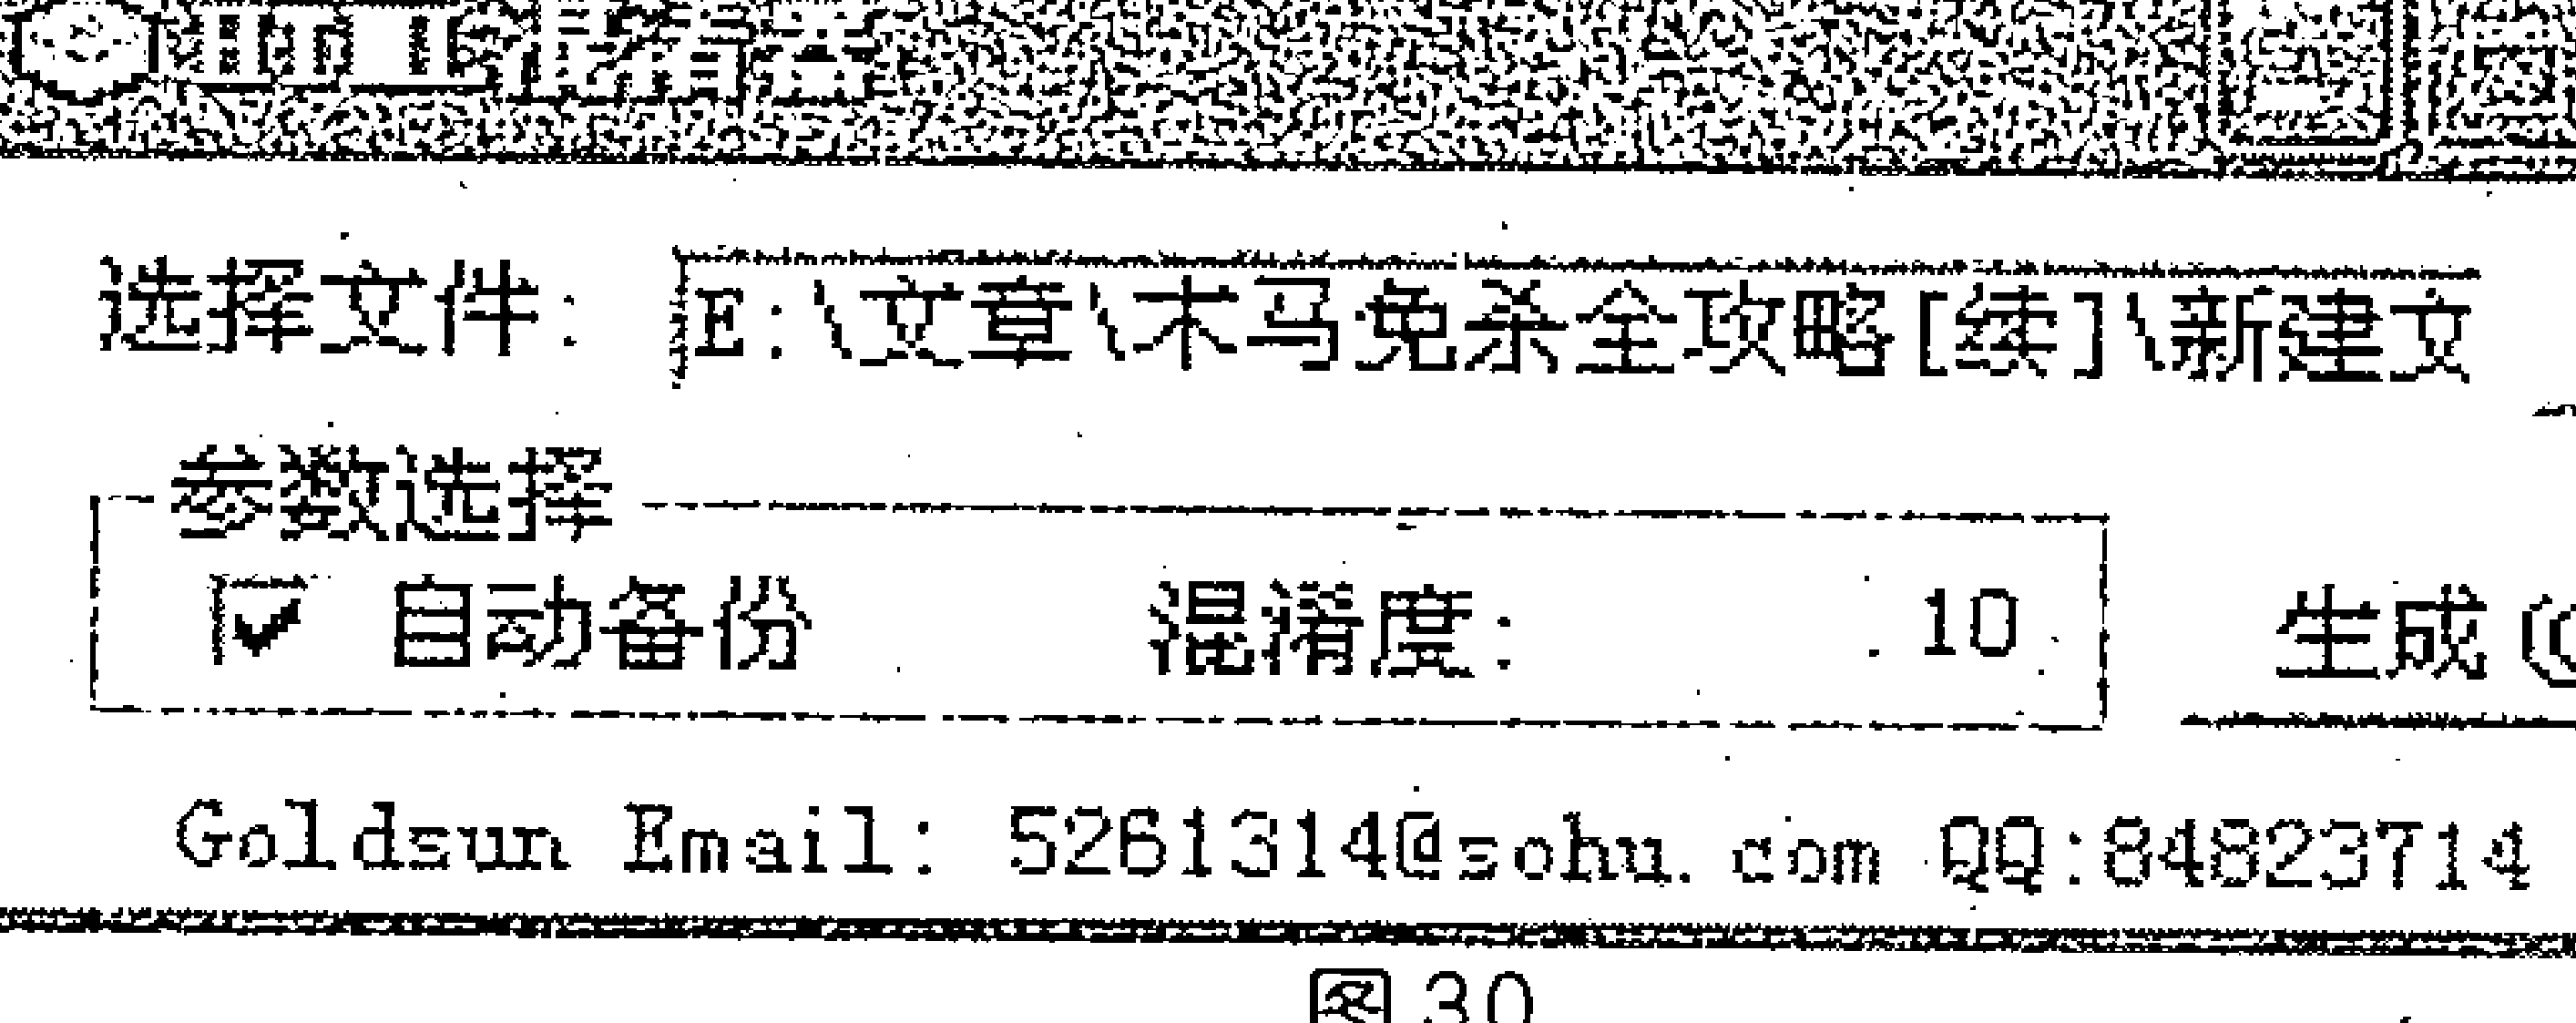 选择文件: E:\文章\木马免杀全攻略[续]\新建文
参数选择
自动备份 混淆度: 10 生成(
Goldsun Email: 5261314@sohu.com QQ:84823714
图30